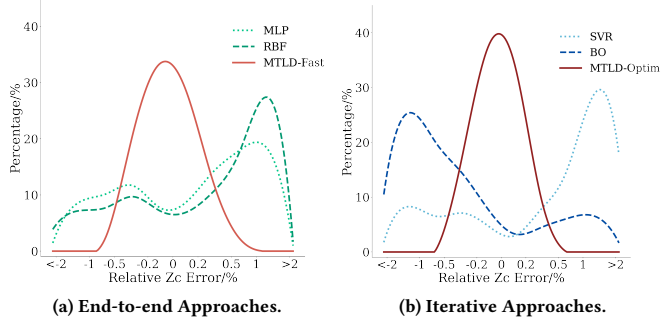 40
30
20
10
0
Percentage/%
MLP
RBF
MTLD-Fast
<-2 -1 -0.5 -0.2 0 0.2 0.5 1 >2
Relative Zc Error/%
(a) End-to-end Approaches.
40
30
20
10
0
Percentage/%
SVR
BO
MTLD-Optim
<-2 -1 -0.5 -0.2 0 0.2 0.5 1 >2
Relative Zc Error/%
(b) Iterative Approaches.